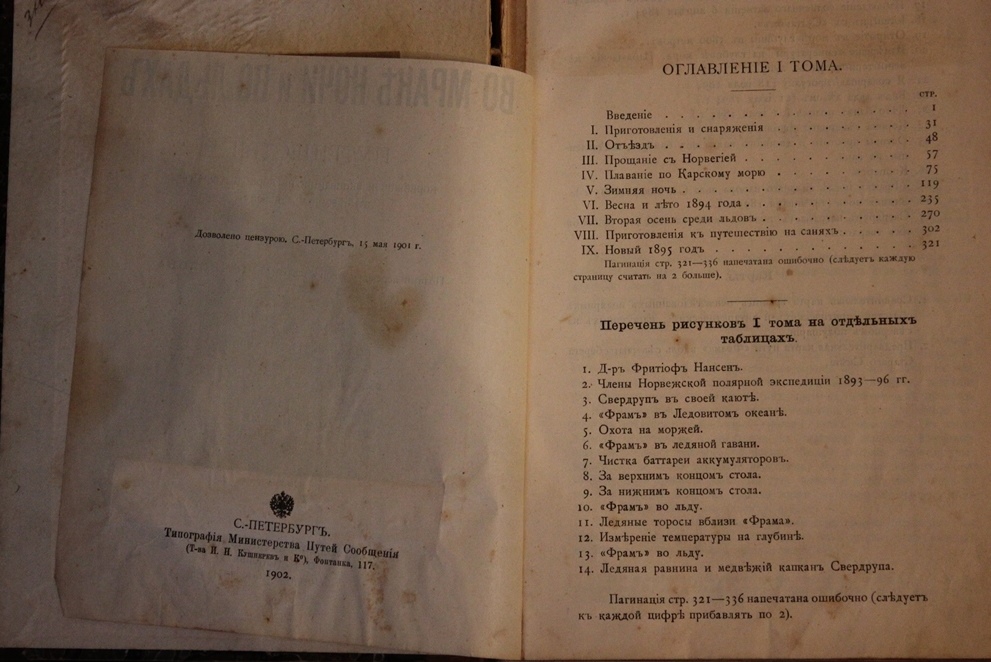 Дозволено цензурою. С.-Петербургъ, 15 мая 1901 г.
С.-ПЕТЕРБУРГЪ.
Типографія Министерства Путей Сообщенія
(Т-ва И. Н. Кушнеревъ и К°), Фонтанка, 117.
1902.
ОГЛАВЛЕНІЕ I ТОМА.
СТР.
Введеніе . . . 1
I. Приготовленія и снаряженія . . . 31
II. Отъѣздъ . . . 48
III. Прощаніе съ Норвегіей . . . 57
IV. Плаваніе по Карскому морю . . . 75
V. Зимняя ночь . . . 119
VI. Весна и лѣто 1894 года . . . 235
VII. Вторая осень среди льдовъ . . . 270
VIII. Приготовленія къ путешествію на саняхъ . . . 302
IX. Новый 1895 годъ . . . 321
Пагинація стр. 321—336 напечатана ошибочно (слѣдуетъ каждую
страницу считать на 2 больше).
Перечень рисунковъ I тома на отдѣльныхъ
таблицахъ.
1. Д-ръ Фритіофъ Нансенъ.
2. Члены Норвежской полярной экспедиціи 1893—96 гг.
3. Свердрупъ въ своей каютѣ.
4. «Фрамъ» въ Ледовитомъ океанѣ.
5. Охота на моржей.
6. «Фрамъ» въ ледяной гавани.
7. Чистка баттареи аккумуляторовъ.
8. За верхнимъ концомъ стола.
9. За нижнимъ концомъ стола.
10. «Фрамъ» во льду.
11. Ледяные торосы вблизи «Фрама».
12. Измѣреніе температуры на глубинѣ.
13. «Фрамъ» во льду.
14. Ледяная равнина и медвѣжій капканъ Свердрупа.
Пагинація стр. 321—336 напечатана ошибочно (слѣдуетъ
къ каждой цифрѣ прибавлять по 2).